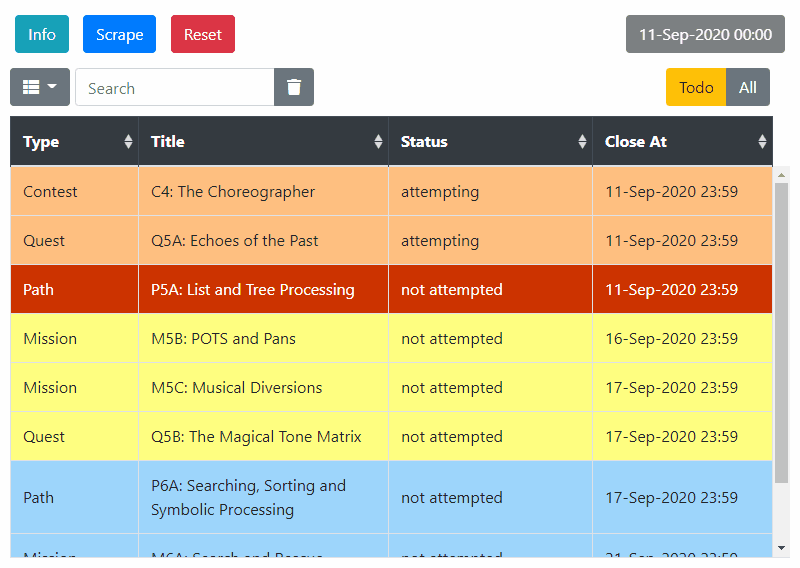 Info Scrape Reset 11-Sep-2020 00:00
Search Todo All
Type Title Status Close At
Contest C4: The Choreographer attempting 11-Sep-2020 23:59
Quest Q5A: Echoes of the Past attempting 11-Sep-2020 23:59
Path P5A: List and Tree Processing not attempted 11-Sep-2020 23:59
Mission M5B: POTS and Pans not attempted 16-Sep-2020 23:59
Mission M5C: Musical Diversions not attempted 17-Sep-2020 23:59
Quest Q5B: The Magical Tone Matrix not attempted 17-Sep-2020 23:59
Path P6A: Searching, Sorting and not attempted 17-Sep-2020 23:59
Symbolic Processing
Mission M6A: Search and Rescue not attempted 21-Sep-2020 23:59